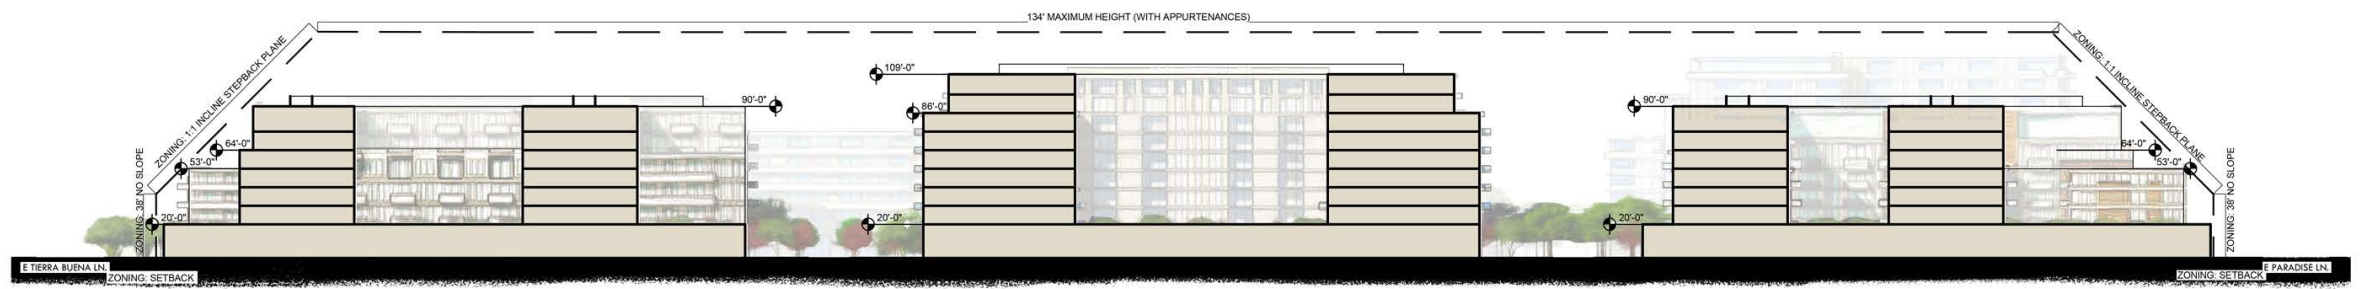 134' MAXIMUM HEIGHT (WITH APPURTENANCES)
ZONING: 1:1 INCLINE STEPBACK PLANE
ZONING: 1:1 INCLINE STEPBACK PLANE
109'-0"
90'-0"
86'-0"
90'-0"
64'-0"
53'-0"
64'-0"
53'-0"
ZONING: 38' NO SLOPE
ZONING: 38' NO SLOPE
20'-0"
20'-0"
20'-0"
E TIERRA BUENA LN.
ZONING: SETBACK
E PARADISE LN.
ZONING: SETBACK